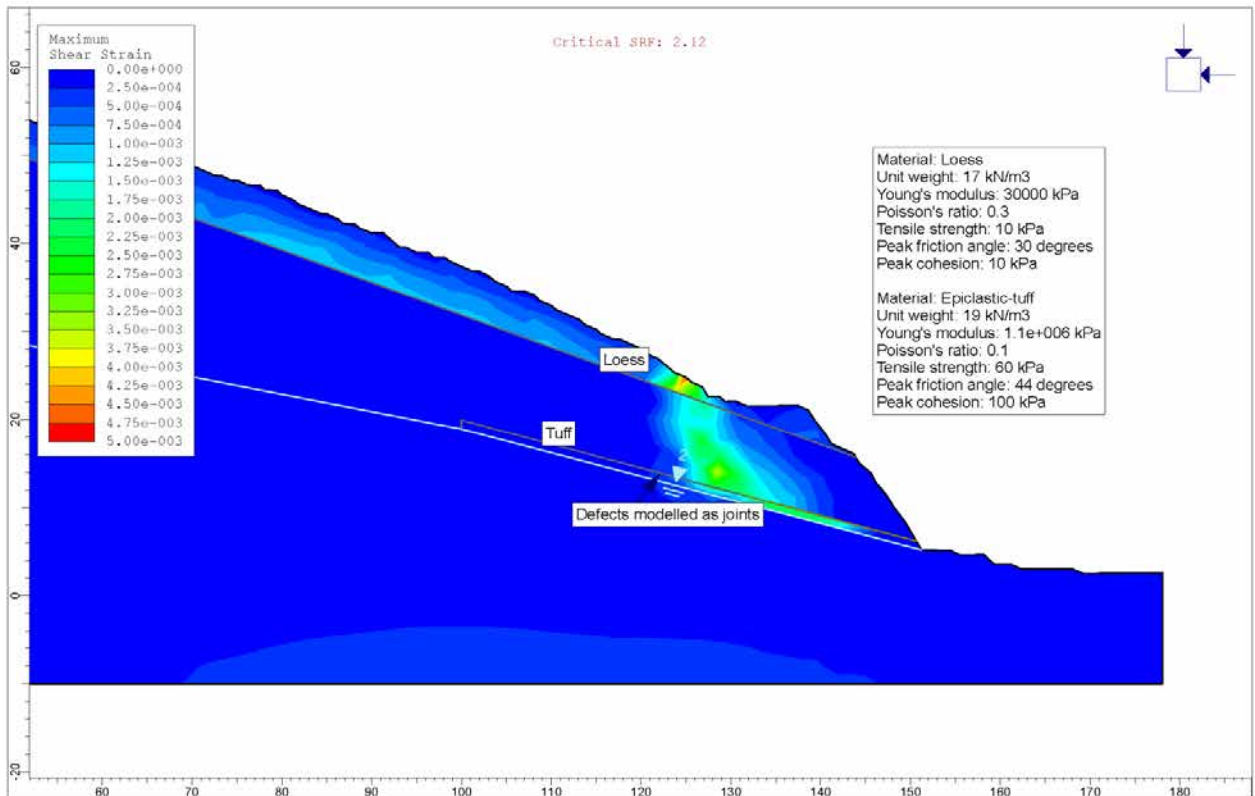 Maximum
Shear Strain
0.00e+000
2.50e-004
5.00e-004
7.50e-004
1.00e-003
1.25e-003
1.50e-003
1.75e-003
2.00e-003
2.25e-003
2.50e-003
2.75e-003
3.00e-003
3.25e-003
3.50e-003
3.75e-003
4.00e-003
4.25e-003
4.50e-003
4.75e-003
5.00e-003
Critical SRF: 2.12
Material: Loess
Unit weight: 17 kN/m3
Young's modulus: 30000 kPa
Poisson's ratio: 0.3
Tensile strength: 10 kPa
Peak friction angle: 30 degrees
Peak cohesion: 10 kPa
Material: Epiclastic-tuff
Unit weight: 19 kN/m3
Young's modulus: 1.1e+006 kPa
Poisson's ratio: 0.1
Tensile strength: 60 kPa
Peak friction angle: 44 degrees
Peak cohesion: 100 kPa
Loess
Tuff
2
Defects modelled as joints
60
40
20
0
-20
60 70 80 90 100 110 120 130 140 150 160 170 180